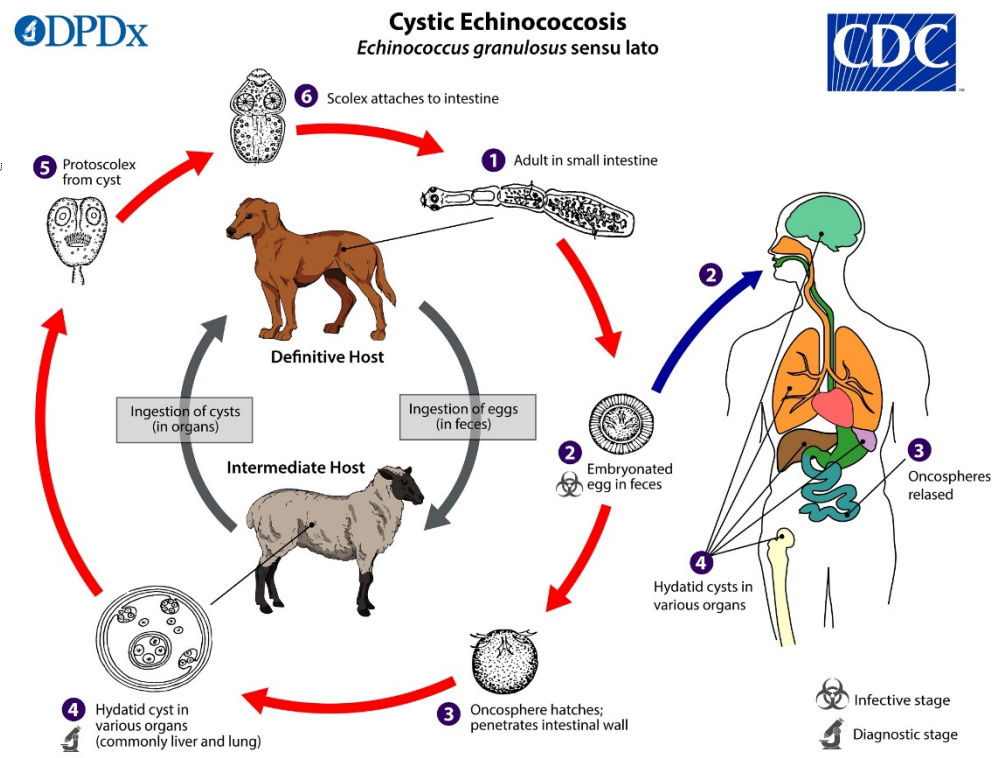 DPDx
Cystic Echinococcosis
Echinococcus granulosus sensu lato
CDC
TM
6 Scolex attaches to intestine
1 Adult in small intestine
5 Protoscolex
from cyst
2
Definitive Host
Ingestion of cysts
(in organs)
Ingestion of eggs
(in feces)
Intermediate Host
2 Embryonated
egg in feces
3 Oncospheres
relased
4 Hydatid cysts in
various organs
4 Hydatid cyst in
various organs
(commonly liver and lung)
3 Oncosphere hatches;
penetrates intestinal wall
Infective stage
Diagnostic stage